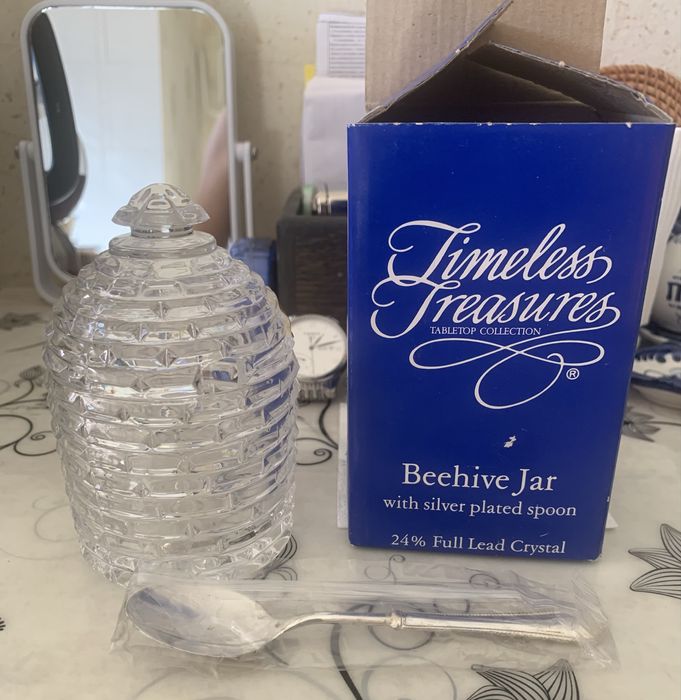 Timeless
Treasures
TABLETOP COLLECTION
®
Beehive Jar
with silver plated spoon
24% Full Lead Crystal